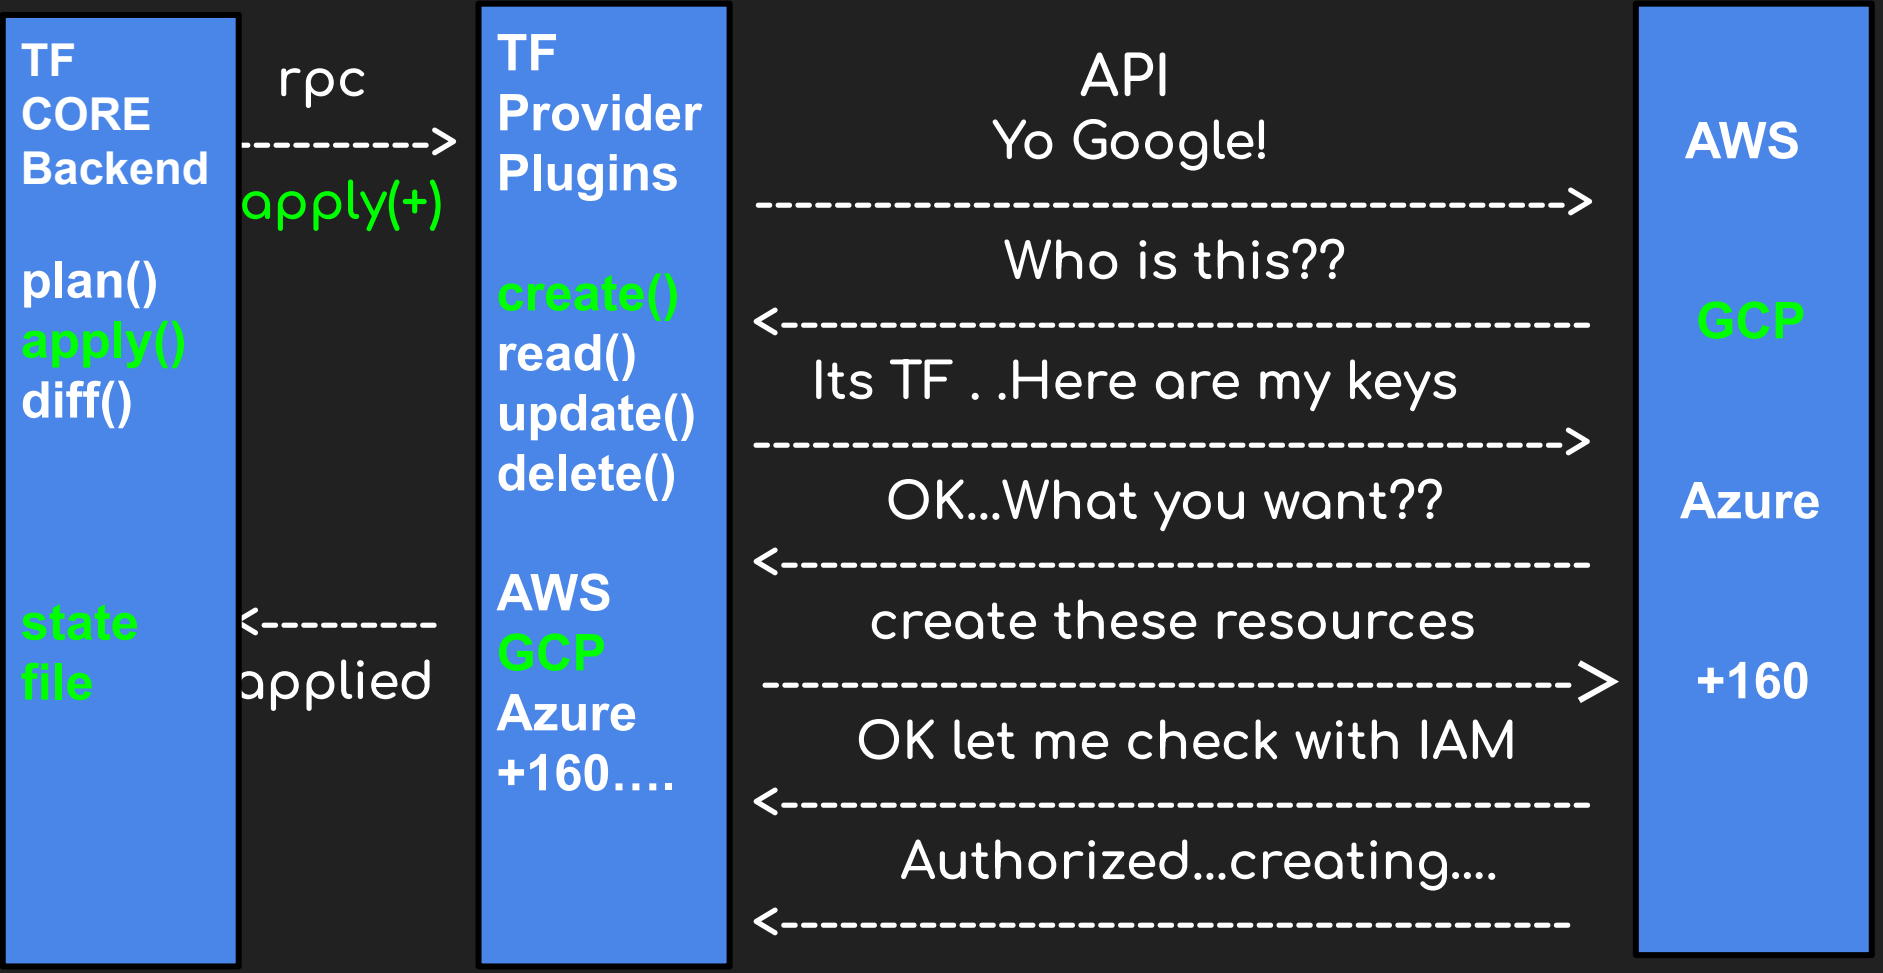 TF
CORE
Backend
plan()
apply()
diff()
state
file
rpc
apply(+)
applied
TF
Provider
Plugins
create()
read()
update()
delete()
AWS
GCP
Azure
+160....
API
Yo Google!
Who is this??
Its TF . .Here are my keys
OK...What you want??
create these resources
OK let me check with IAM
Authorized...creating....
AWS
GCP
Azure
+160